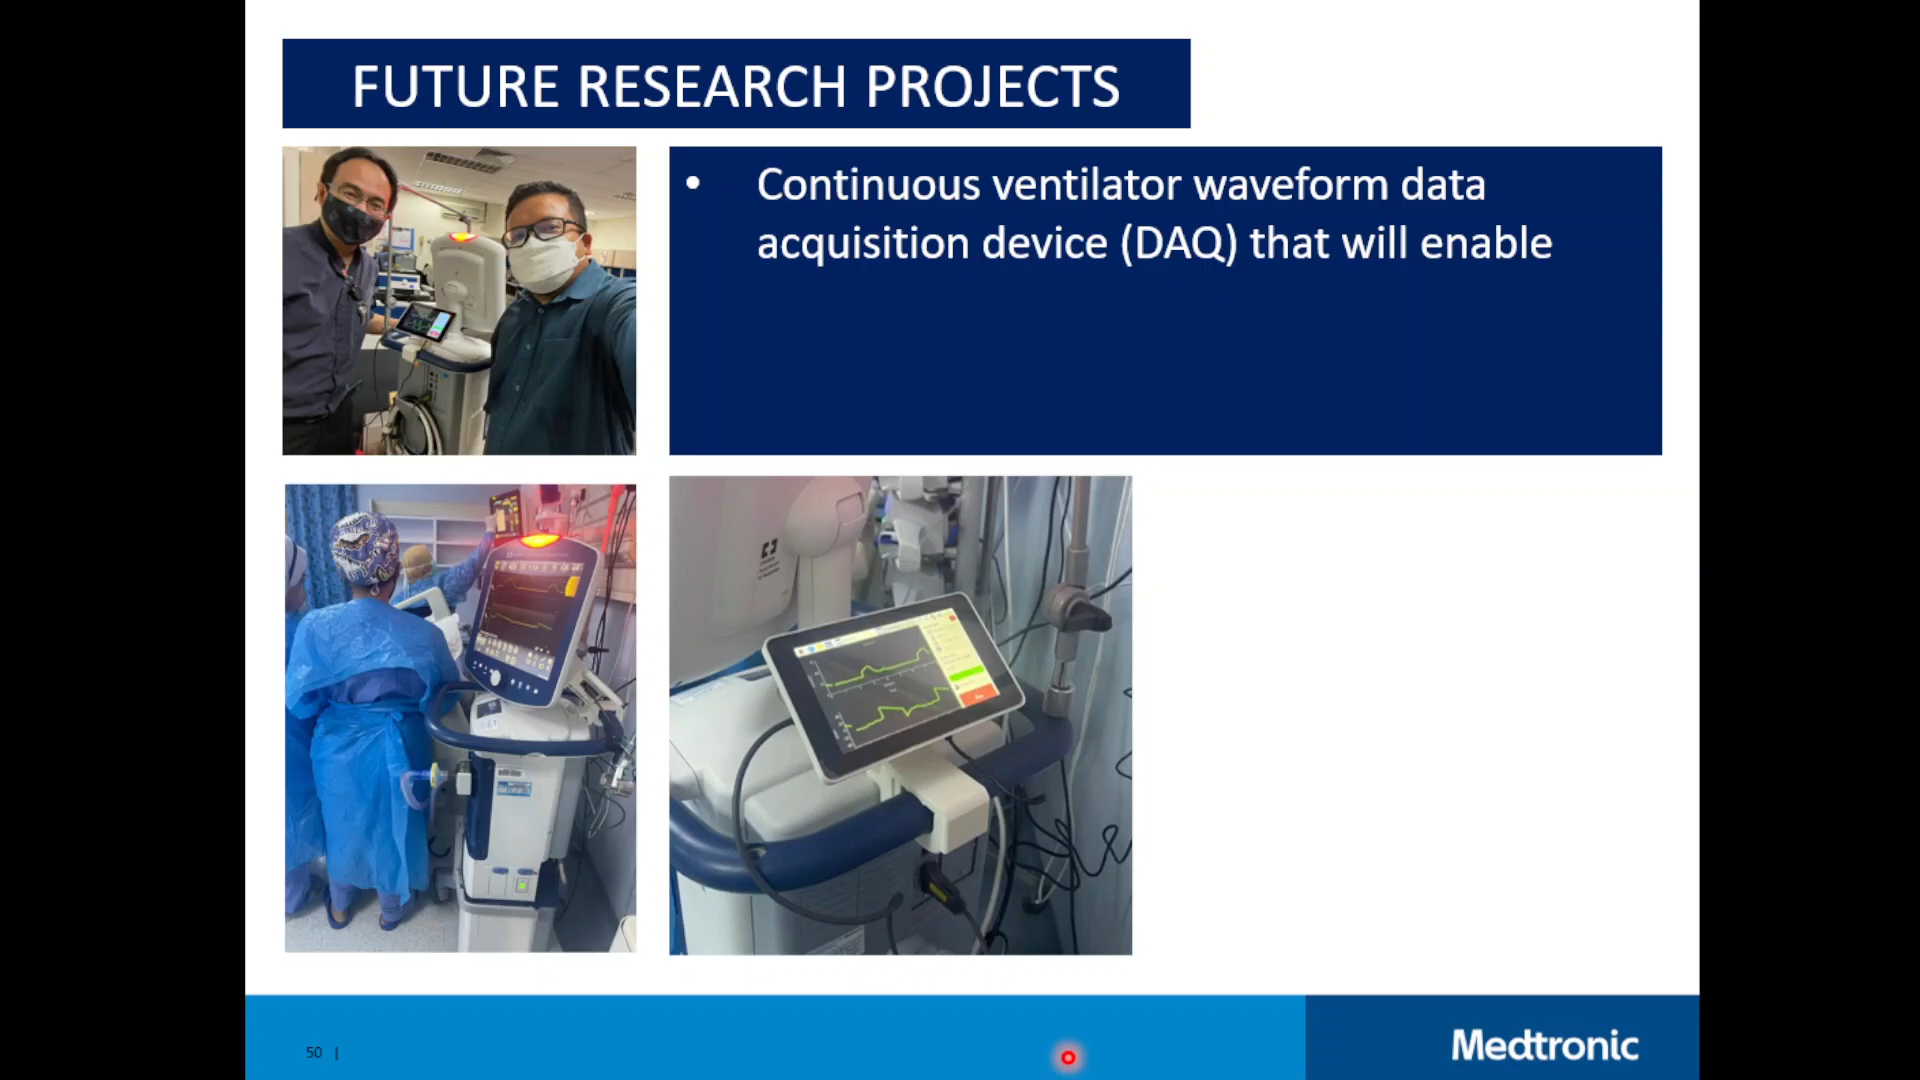 FUTURE RESEARCH PROJECTS
• Continuous ventilator waveform data
acquisition device (DAQ) that will enable
50 |
Medtronic